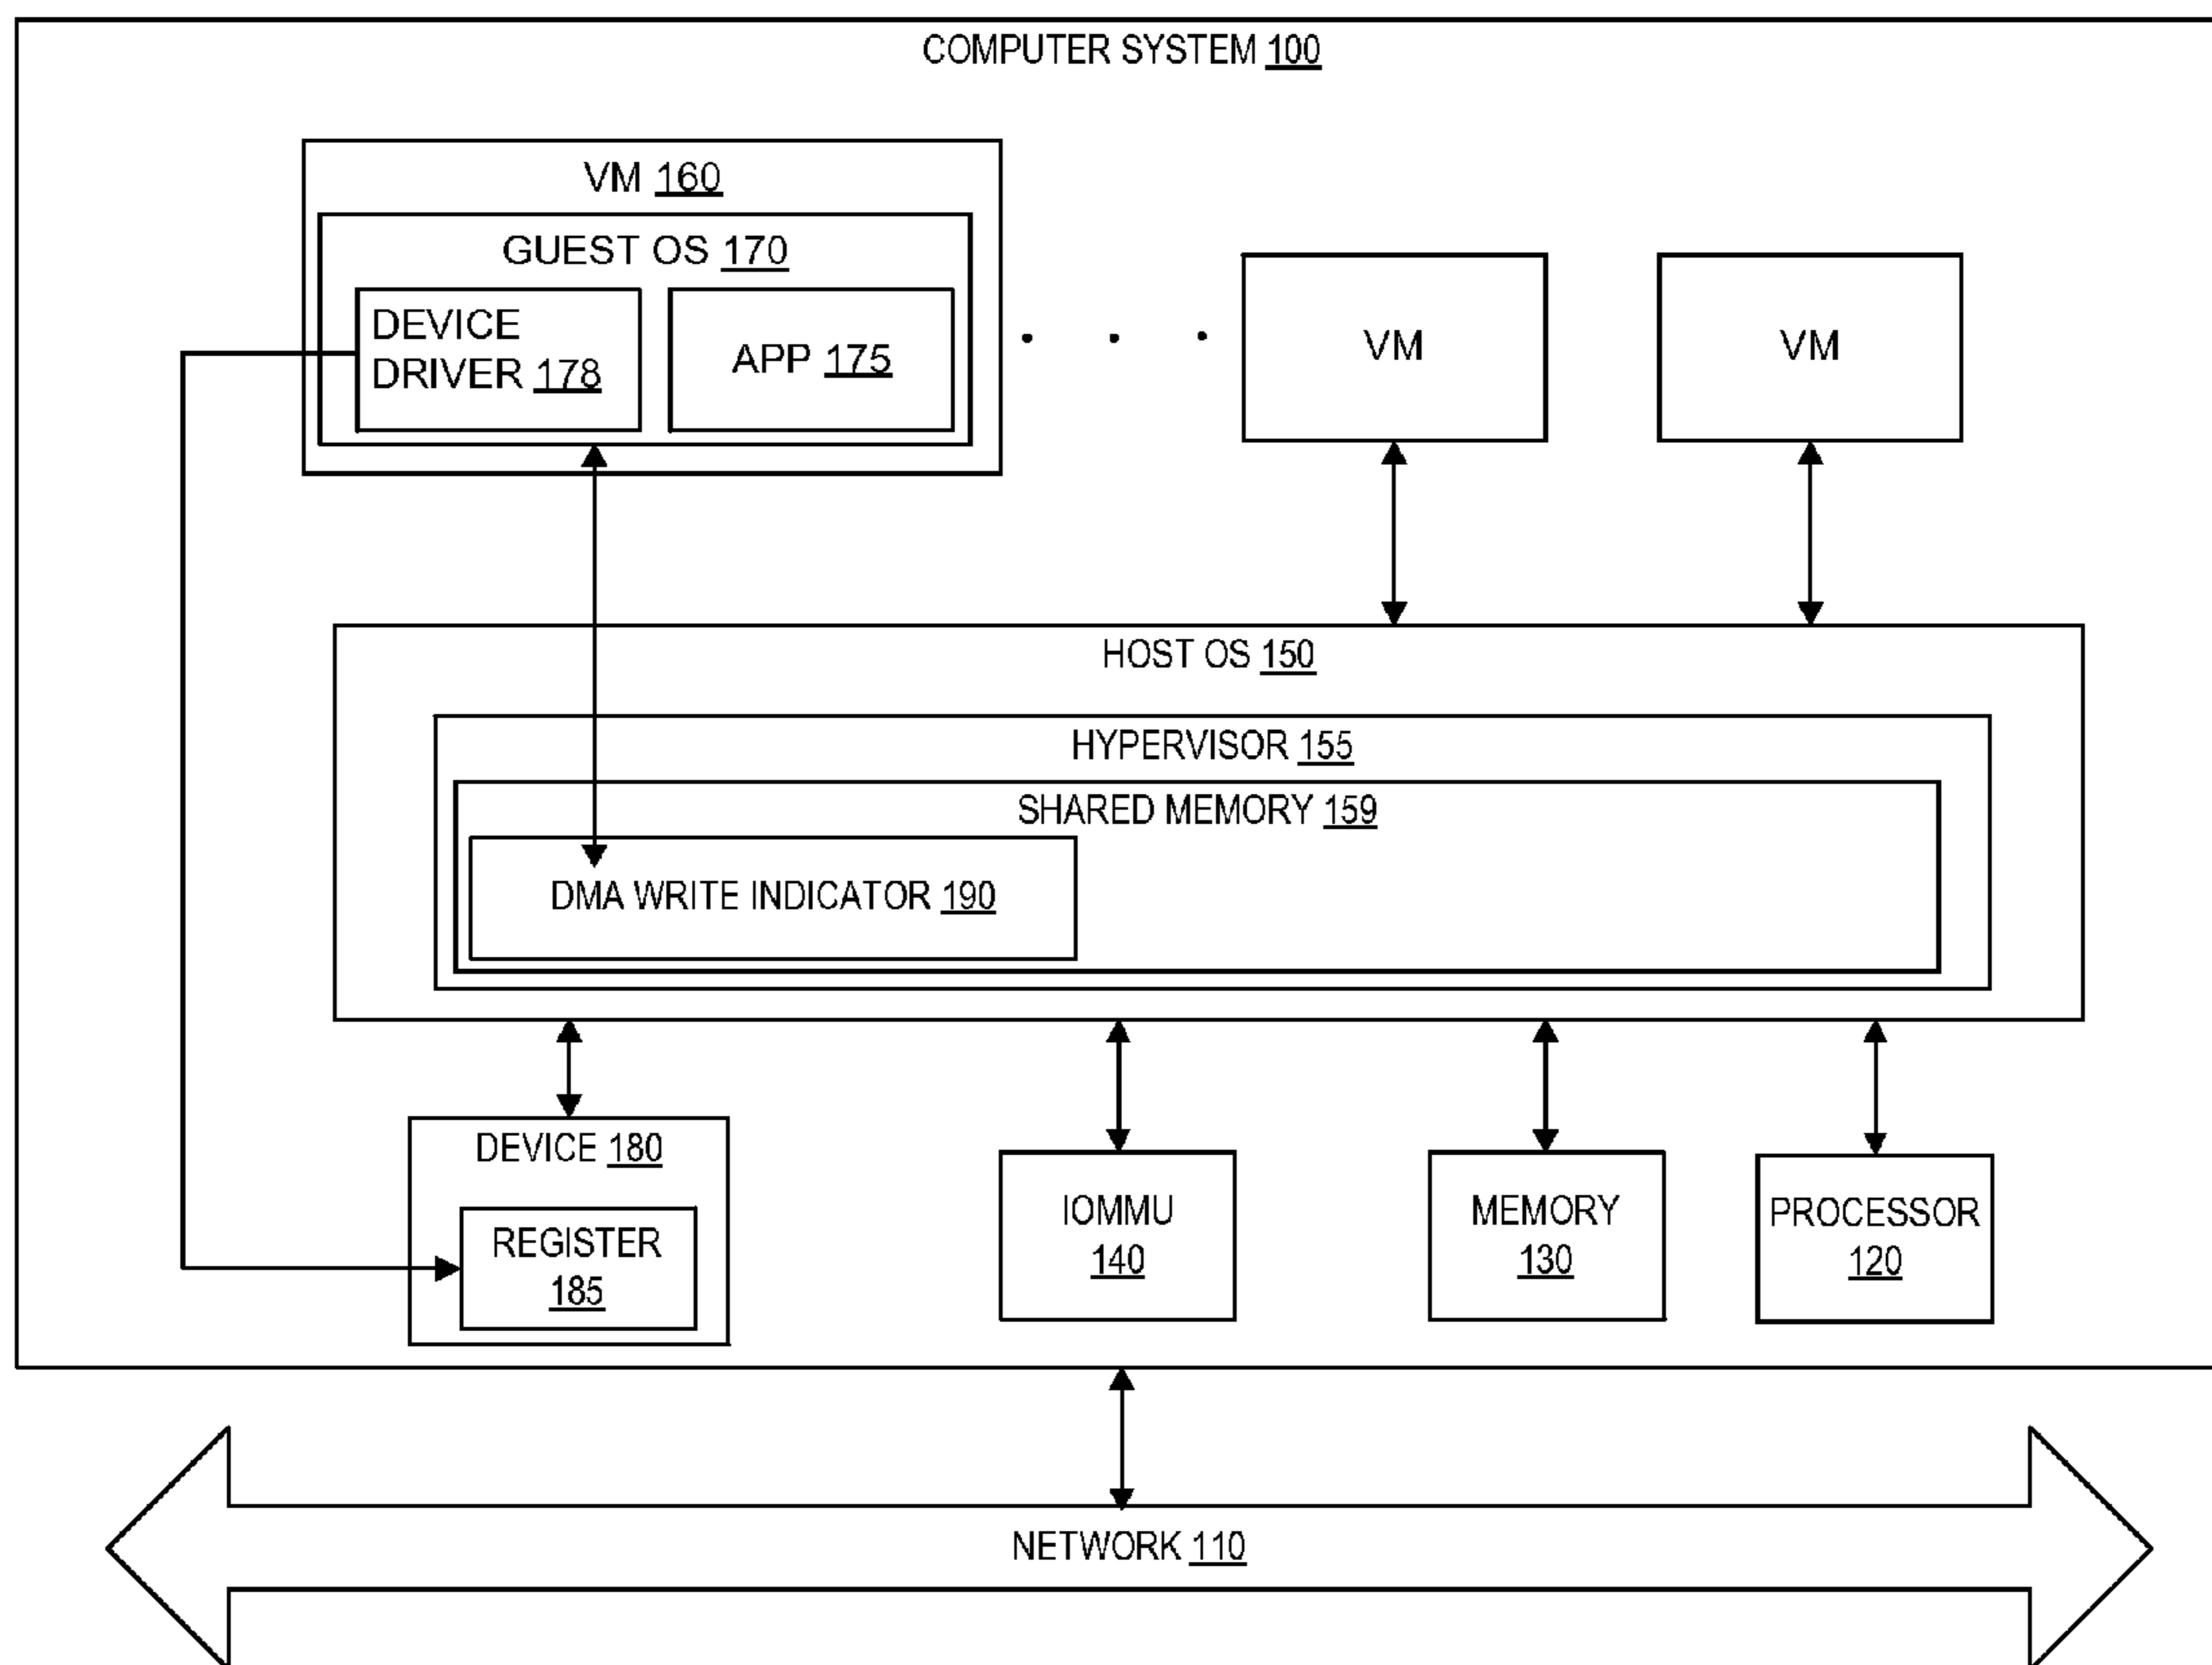 COMPUTER SYSTEM 100
VM 160
GUEST OS 170
DEVICE
DRIVER 178
APP 175
VM
VM
HOST OS 150
HYPERVISOR 155
SHARED MEMORY 159
DMA WRITE INDICATOR 190
DEVICE 180
REGISTER
185
IOMMU
140
MEMORY
130
PROCESSOR
120
NETWORK 110